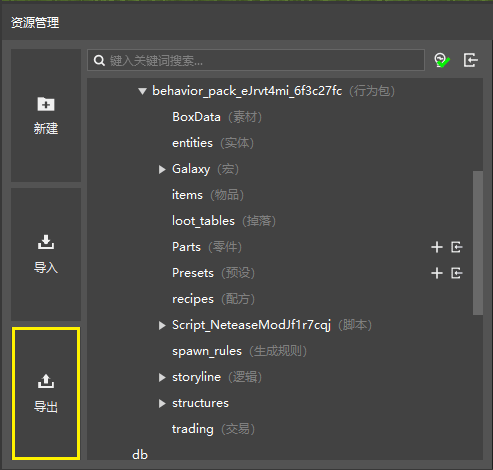 资源管理
新建
导入
导出
键入关键词搜索...
behavior_pack_eJrvt4mi_6f3c27fc（行为包）
BoxData（素材）
entities（实体）
Galaxy（宏）
items（物品）
loot_tables（掉落）
Parts（零件）
Presets（预设）
recipes（配方）
Script_NeteaseModJf1r7cqj（脚本）
spawn_rules（生成规则）
storyline（逻辑）
structures
trading（交易）
db